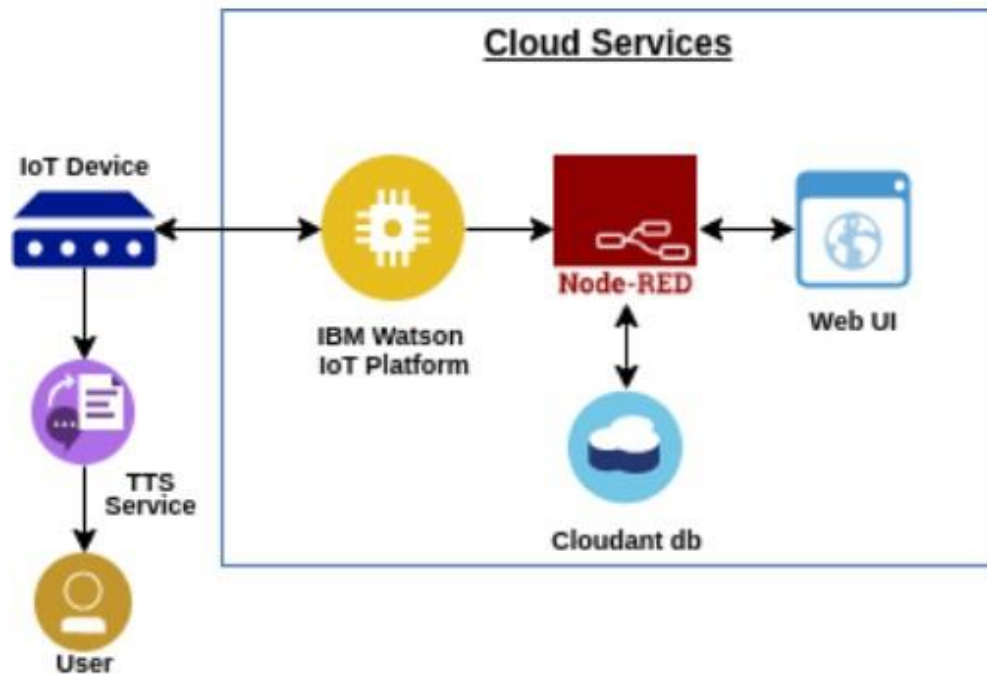 Cloud Services
IoT Device
Node-RED
IBM Watson
IoT Platform
Web UI
TTS
Service
Cloudant db
User